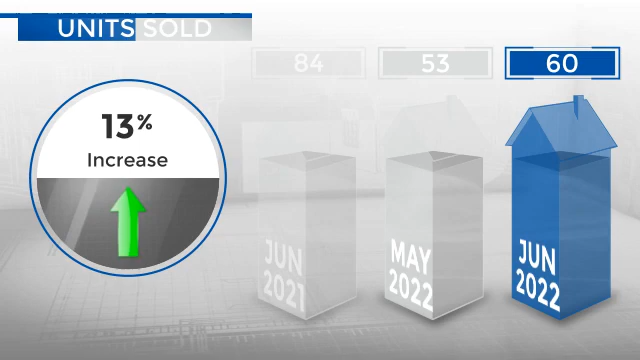 UNITS SOLD
84
53
60
13%
Increase
JUN
2021
MAY
2022
JUN
2022